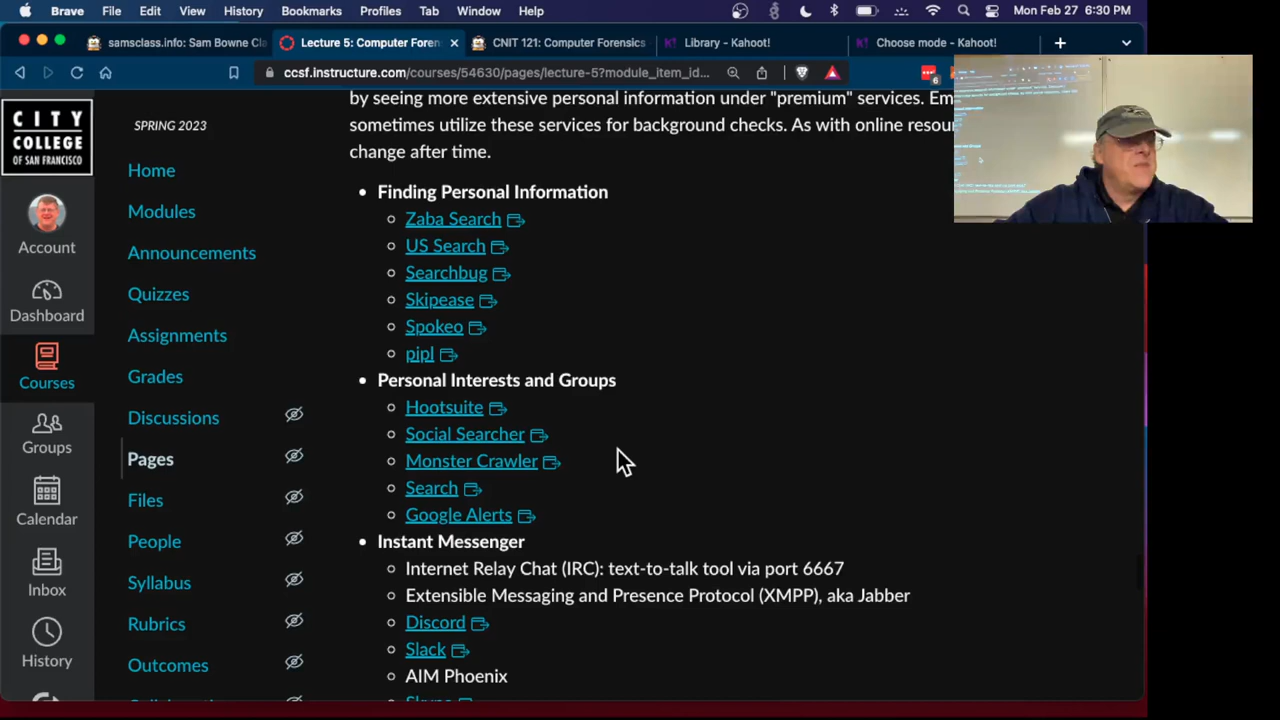 Brave File Edit View History Bookmarks Profiles Tab Window Help Mon Feb 27 6:30 PM
samsclass.info: Sam Bowne Cla Lecture 5: Computer Foren CNIT 121: Computer Forensics Library - Kahoot! Choose mode - Kahoot!
ccsf.instructure.com/courses/54630/pages/lecture-5?module_item_id... 6
CITY
COLLEGE
OF SAN FRANCISCO
Account
Dashboard
Courses
Groups
Calendar
Inbox
History
SPRING 2023
Home
Modules
Announcements
Quizzes
Assignments
Grades
Discussions
Pages
Files
People
Syllabus
Rubrics
Outcomes
by seeing more extensive personal information under "premium" services. Em
sometimes utilize these services for background checks. As with online resou
change after time.
Finding Personal Information
Zaba Search
US Search
Searchbug
Skipease
Spokeo
pipl
Personal Interests and Groups
Hootsuite
Social Searcher
Monster Crawler
Search
Google Alerts
Instant Messenger
Internet Relay Chat (IRC): text-to-talk tool via port 6667
Extensible Messaging and Presence Protocol (XMPP), aka Jabber
Discord
Slack
AIM Phoenix
Skype